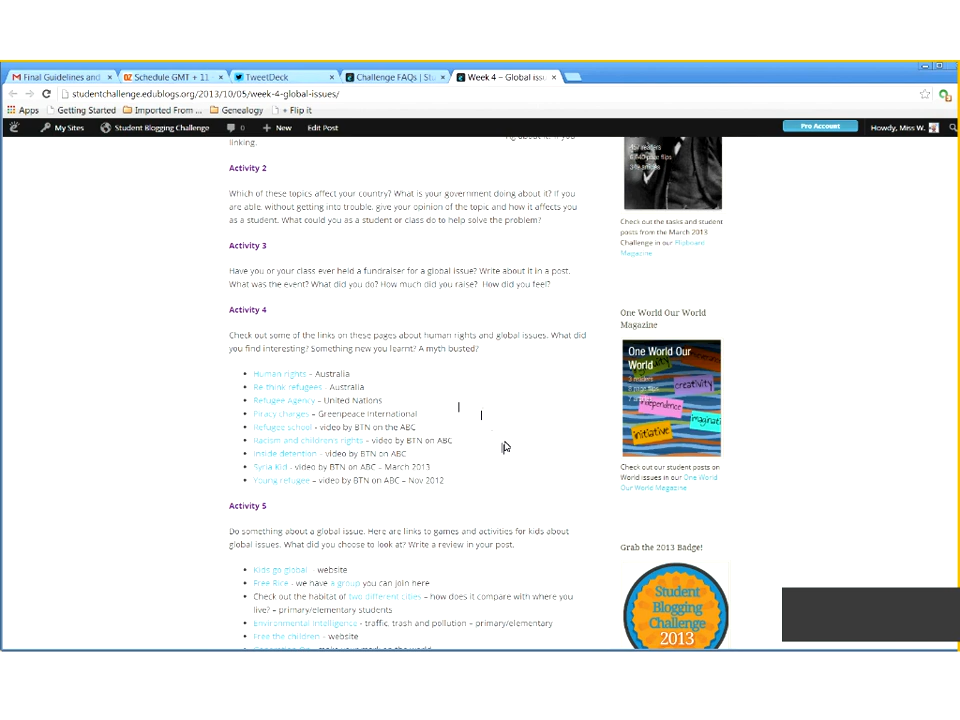 Final Guidelines and
Schedule GMT + 11 -
TweetDeck
Challenge FAQs | Stu
Week 4 – Global issu
studentchallenge.edublogs.org/2013/10/05/week-4-global-issues/
Apps Getting Started Imported From ... Genealogy + Flip it
My Sites Student Blogging Challenge 0 + New Edit Post Pro Account Howdy, Miss W.
linking.
Activity 2
Which of these topics affect your country? What is your government doing about it? If you
are able, without getting into trouble, give your opinion of the topic and how it affects you
as a student. What could you as a student or class do to help solve the problem?
Activity 3
Have you or your class ever held a fundraiser for a global issue? Write about it in a post.
What was the event? What did you do? How much did you raise? How did you feel?
Activity 4
Check out some of the links on these pages about human rights and global issues. What did
you find interesting? Something new you learnt? A myth busted?
Human rights – Australia
Re think refugees - Australia
Refugee Agency – United Nations
Piracy charges – Greenpeace International
Refugee school - video by BTN on the ABC
Racism and children's rights – video by BTN on ABC
Inside detention - video by BTN on ABC
Syria Kid - video by BTN on ABC – March 2013
Young refugee – video by BTN on ABC – Nov 2012
Activity 5
Do something about a global issue. Here are links to games and activities for kids about
global issues. What did you choose to look at? Write a review in your post.
Kids go global - website
Free Rice - we have a group you can join here
Check out the habitat of two different cities – how does it compare with where you
live? – primary/elementary students
Environmental intelligence - traffic, trash and pollution – primary/elementary
Free the children - website
readers
page flips
Check out the tasks and student
posts from the March 2013
Challenge in our Flipboard
Magazine
One World Our World
Magazine
One World Our
World
3 readers
page flips
creativity
independence
imaginati
initiative
Check out our student posts on
World issues in our One World
Our World Magazine
Grab the 2013 Badge!
Student
Blogging
Challenge
2013